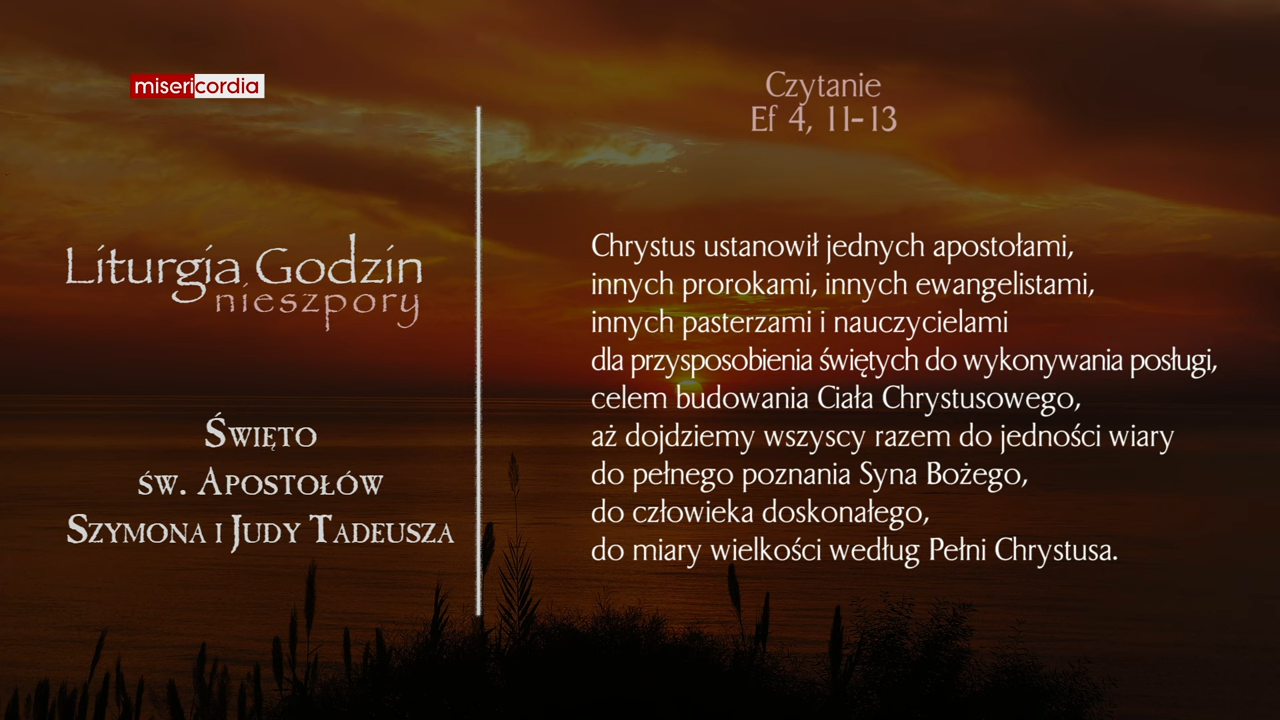 misericordia
Liturgia Godzin
nieszpory
Święto
św. Apostołów
Szymona i Judy Tadeusza
Czytanie
Ef 4, 11-13
Chrystus ustanowił jednych apostołami,
innych prorokami, innych ewangelistami,
innych pasterzami i nauczycielami
dla przysposobienia świętych do wykonywania posługi,
celem budowania Ciała Chrystusowego,
aż dojdziemy wszyscy razem do jedności wiary
do pełnego poznania Syna Bożego,
do człowieka doskonałego,
do miary wielkości według Pełni Chrystusa.